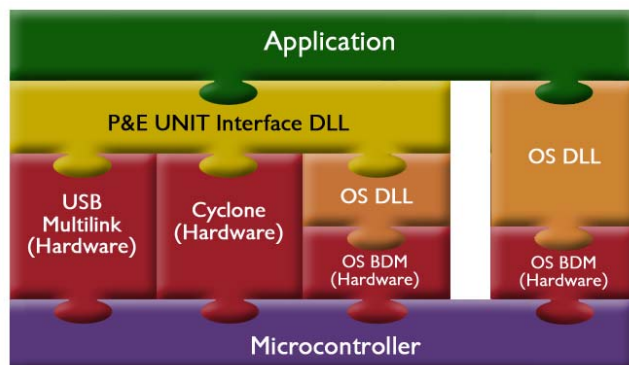 Application
P&E UNIT Interface DLL
OS DLL
USB
Multilink
(Hardware)
Cyclone
(Hardware)
OS DLL
OS BDM
(Hardware)
OS BDM
(Hardware)
Microcontroller